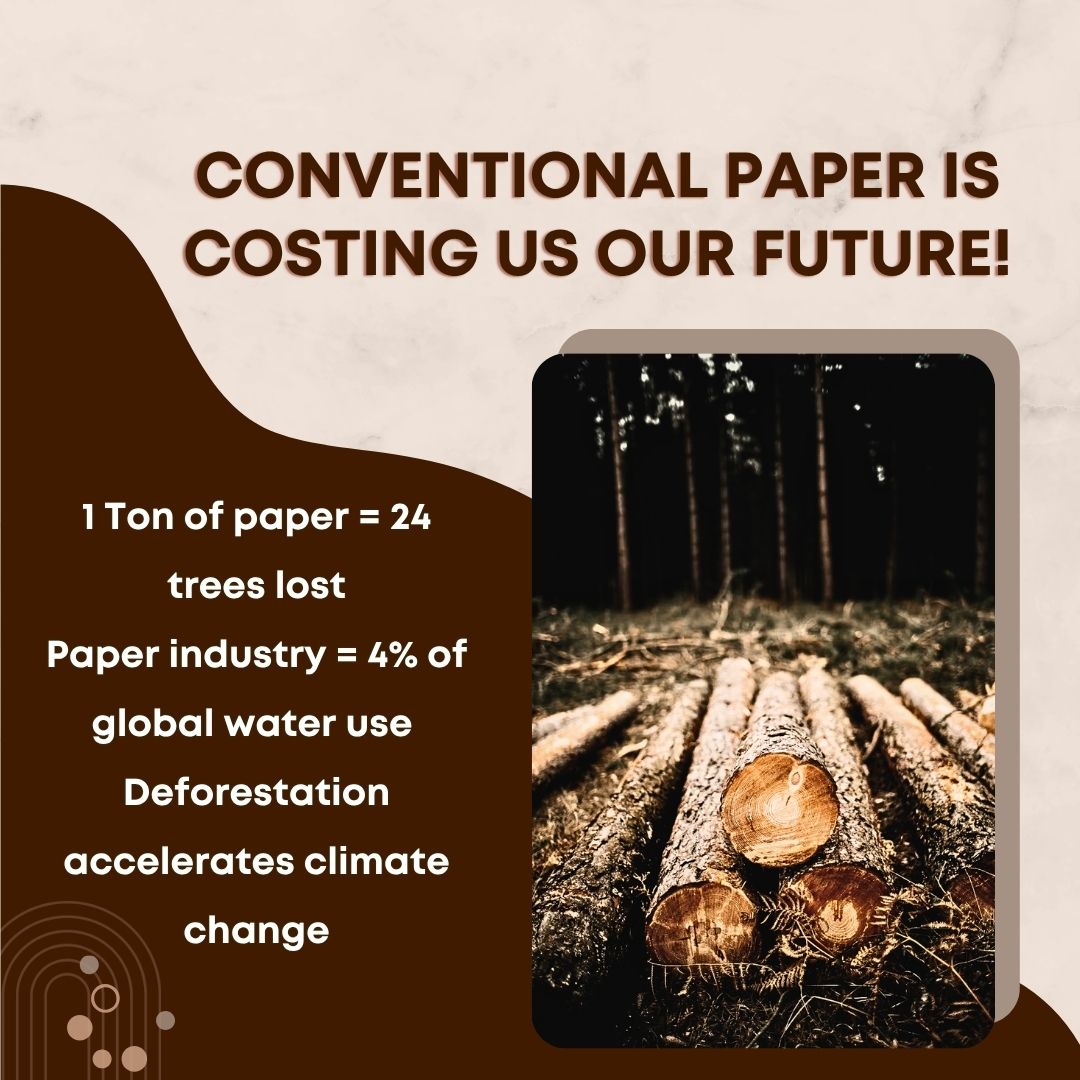 CONVENTIONAL PAPER IS
COSTING US OUR FUTURE!
1 Ton of paper = 24
trees lost
Paper industry = 4% of
global water use
Deforestation
accelerates climate
change